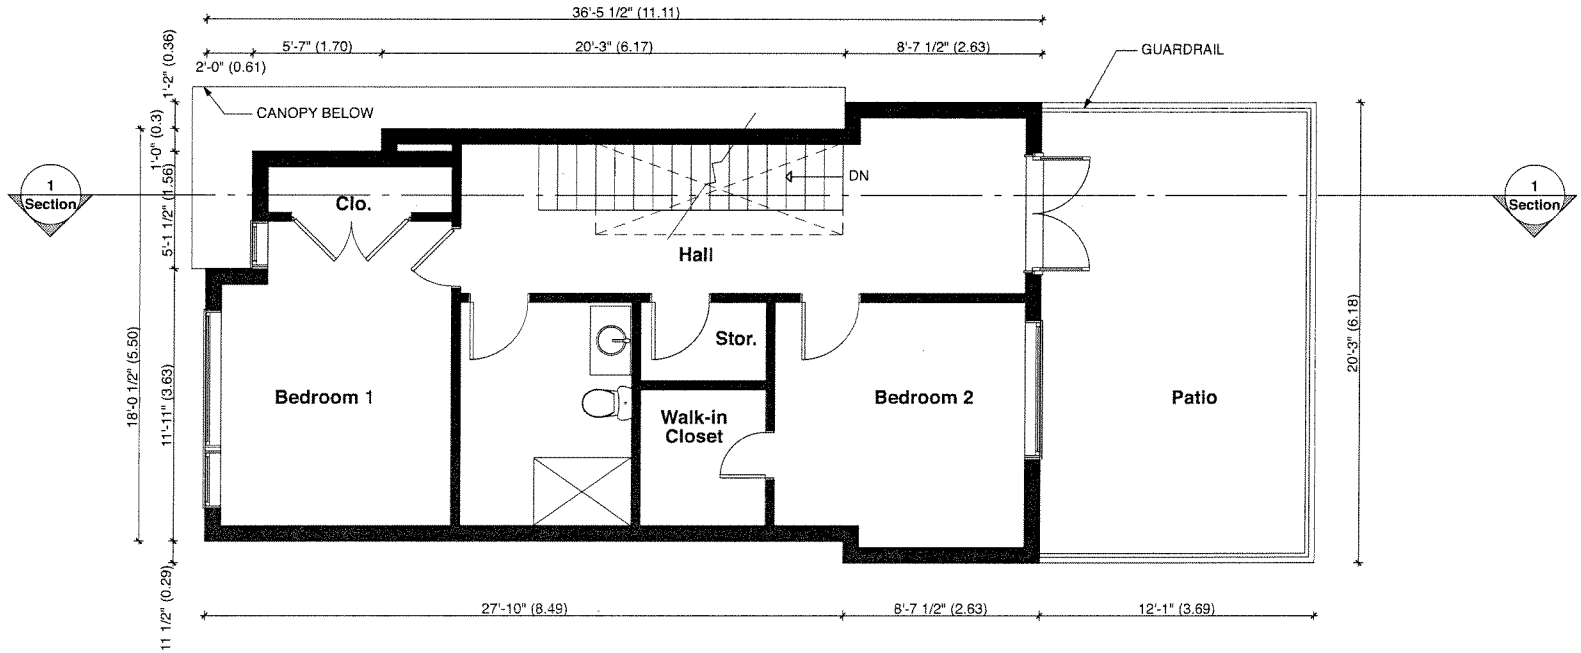 36'-5 1/2" (11.11)
5'-7" (1.70)
20'-3" (6.17)
8'-7 1/2" (2.63)
GUARDRAIL
2'-0" (0.61)
1'-2" (0.36)
CANOPY BELOW
1'-0" (0.3)
1
Section
5'-1 1/2" (1.56)
Clo.
DN
1
Section
Hall
18'-0 1/2" (5.50)
11'-11" (3.63)
Stor.
20'-3" (6.18)
Bedroom 1
Walk-in
Closet
Bedroom 2
Patio
11 1/2" (0.29)
27'-10" (8.49)
8'-7 1/2" (2.63)
12'-1" (3.69)